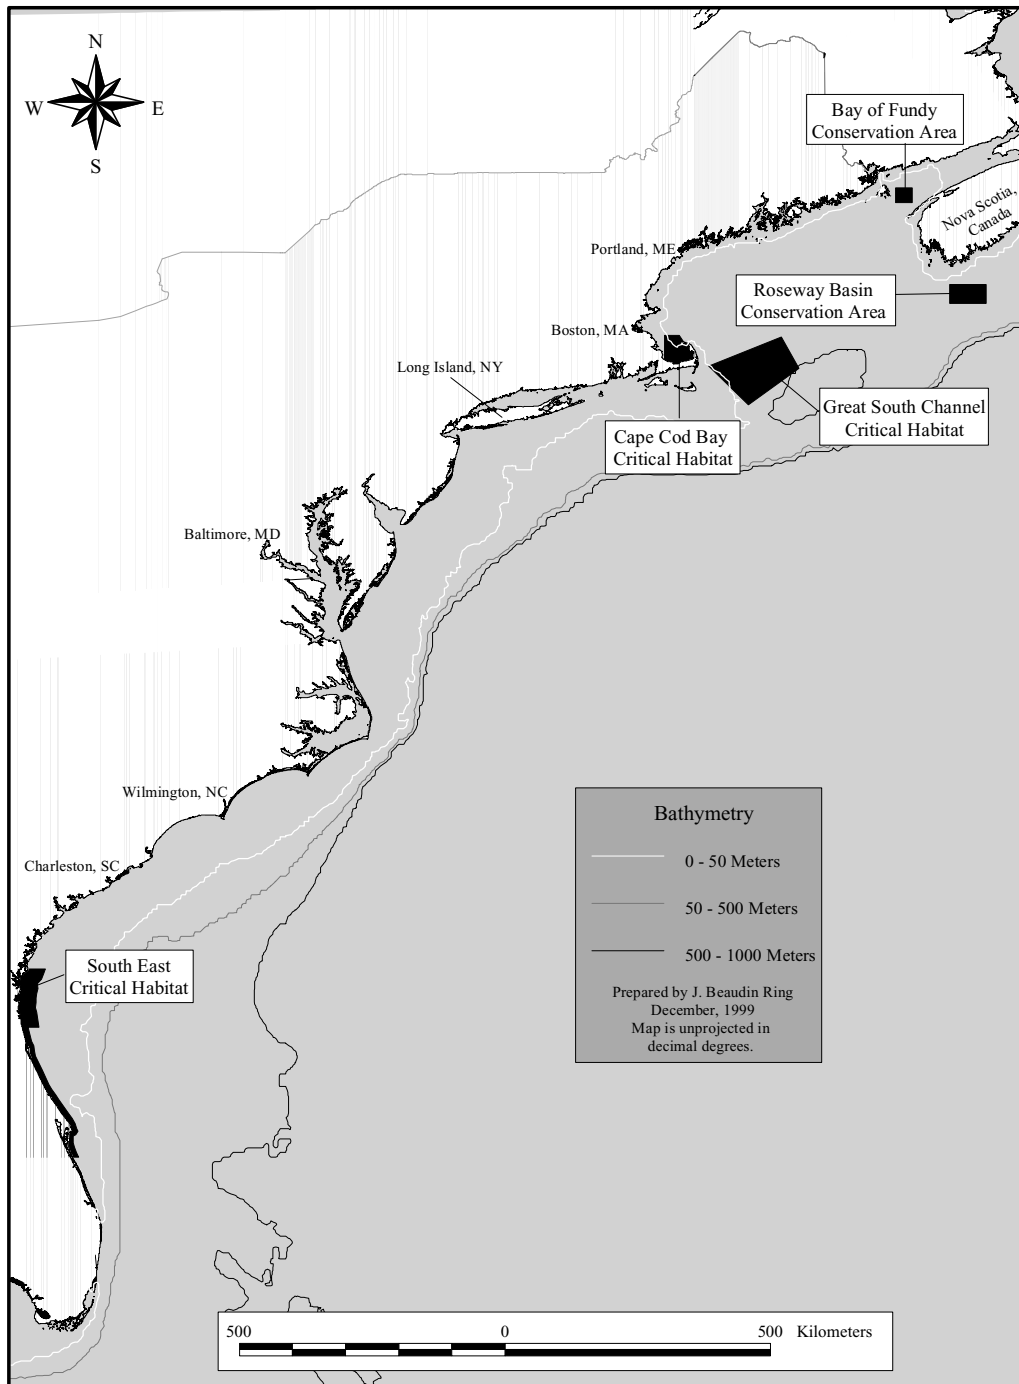 N
W
E
S
Bay of Fundy
Conservation Area
Nova Scotia,
Canada
Portland, ME
Roseway Basin
Conservation Area
Boston, MA
Long Island, NY
Great South Channel
Critical Habitat
Cape Cod Bay
Critical Habitat
Baltimore, MD
Wilmington, NC
Charleston, SC
South East
Critical Habitat
Bathymetry
0 - 50 Meters
50 - 500 Meters
500 - 1000 Meters
Prepared by J. Beaudin Ring
December, 1999
Map is unprojected in
decimal degrees.
500 0 500 Kilometers